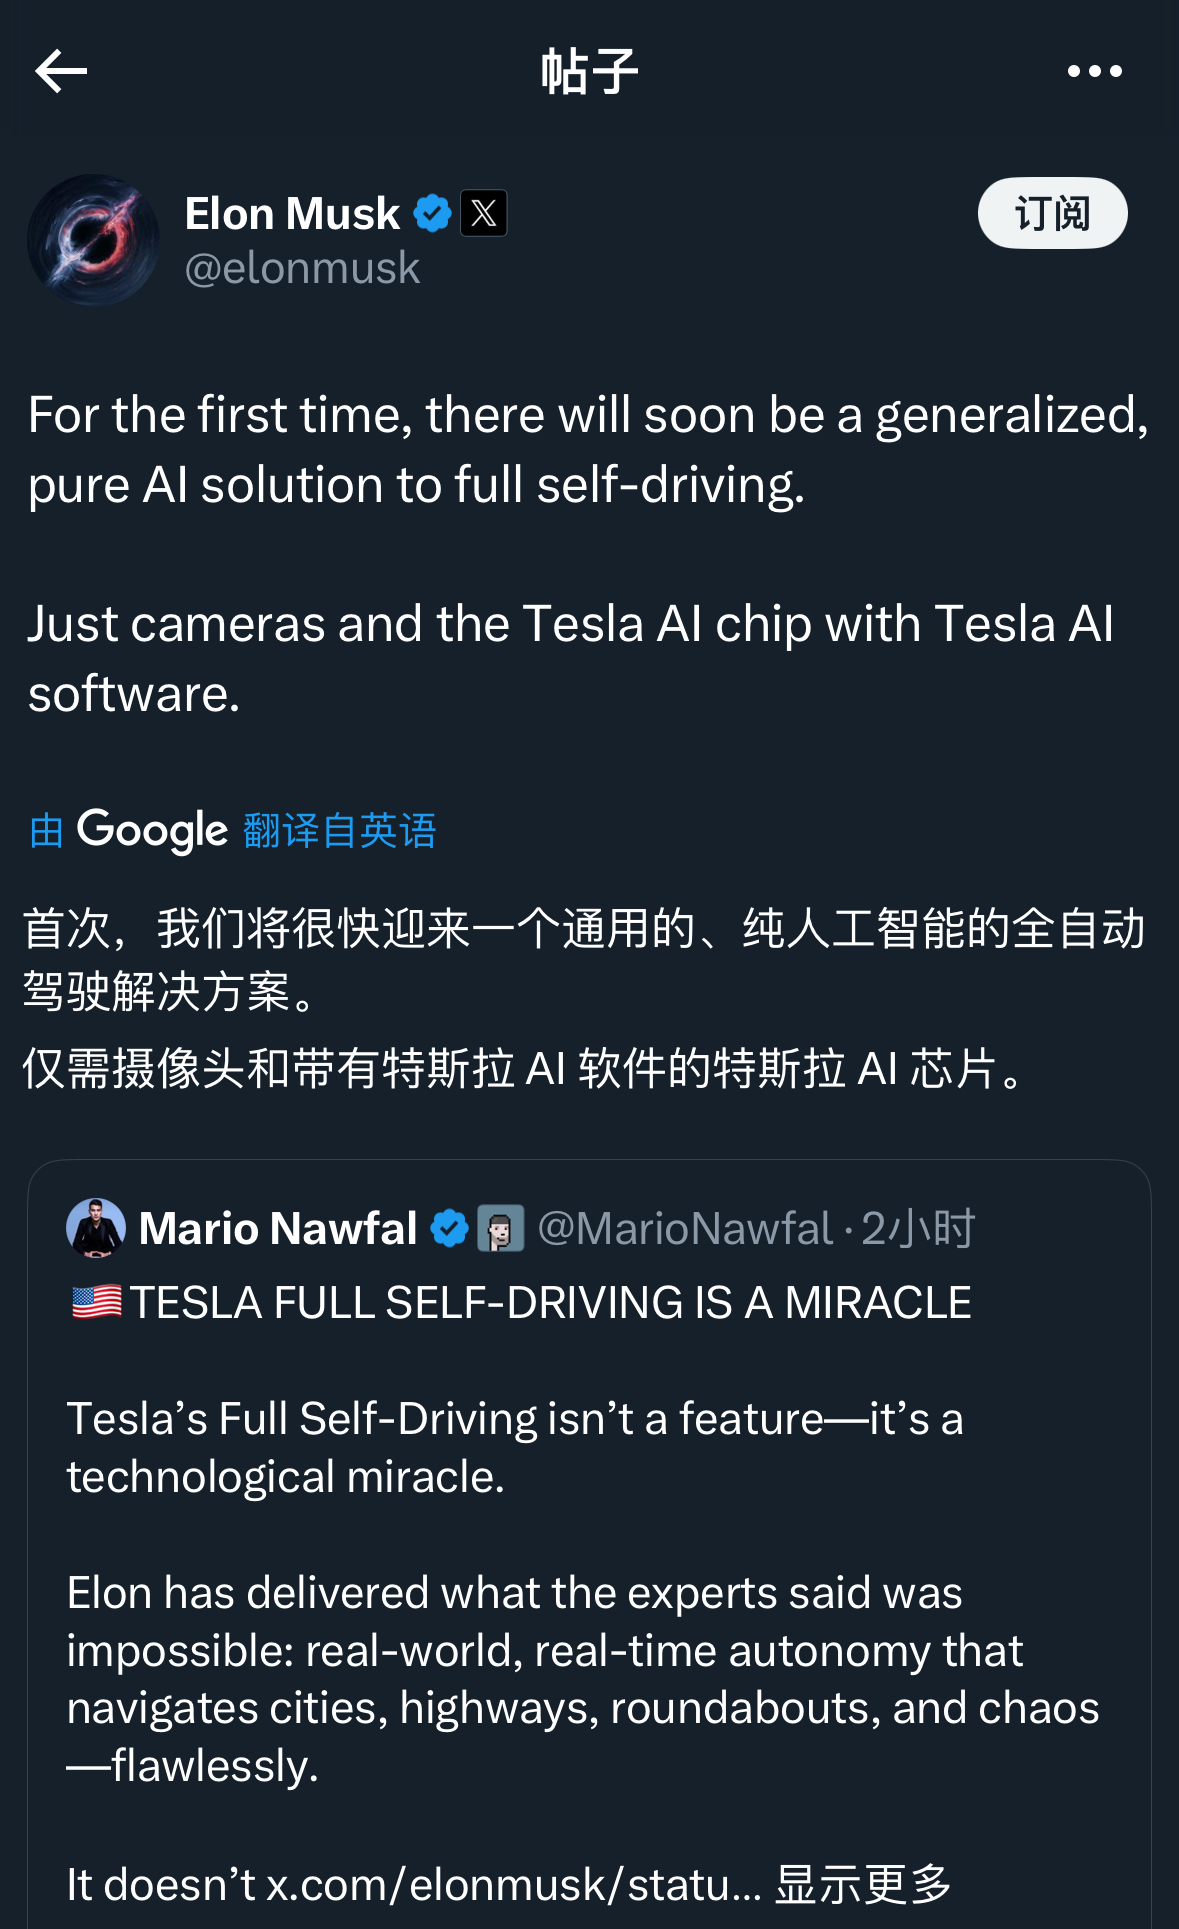 帖子
Elon Musk
订阅
@elonmusk
For the first time, there will soon be a generalized,
pure AI solution to full self-driving.
Just cameras and the Tesla AI chip with Tesla AI
software.
由 Google 翻译自英语
首次，我们将很快迎来一个通用的、纯人工智能的全自动
驾驶解决方案。
仅需摄像头和带有特斯拉 AI 软件的特斯拉 AI 芯片。
Mario Nawfal @MarioNawfal · 2小时
🇺🇸TESLA FULL SELF-DRIVING IS A MIRACLE
Tesla’s Full Self-Driving isn’t a feature—it’s a
technological miracle.
Elon has delivered what the experts said was
impossible: real-world, real-time autonomy that
navigates cities, highways, roundabouts, and chaos
—flawlessly.
It doesn’t x.com/elonmusk/statu... 显示更多